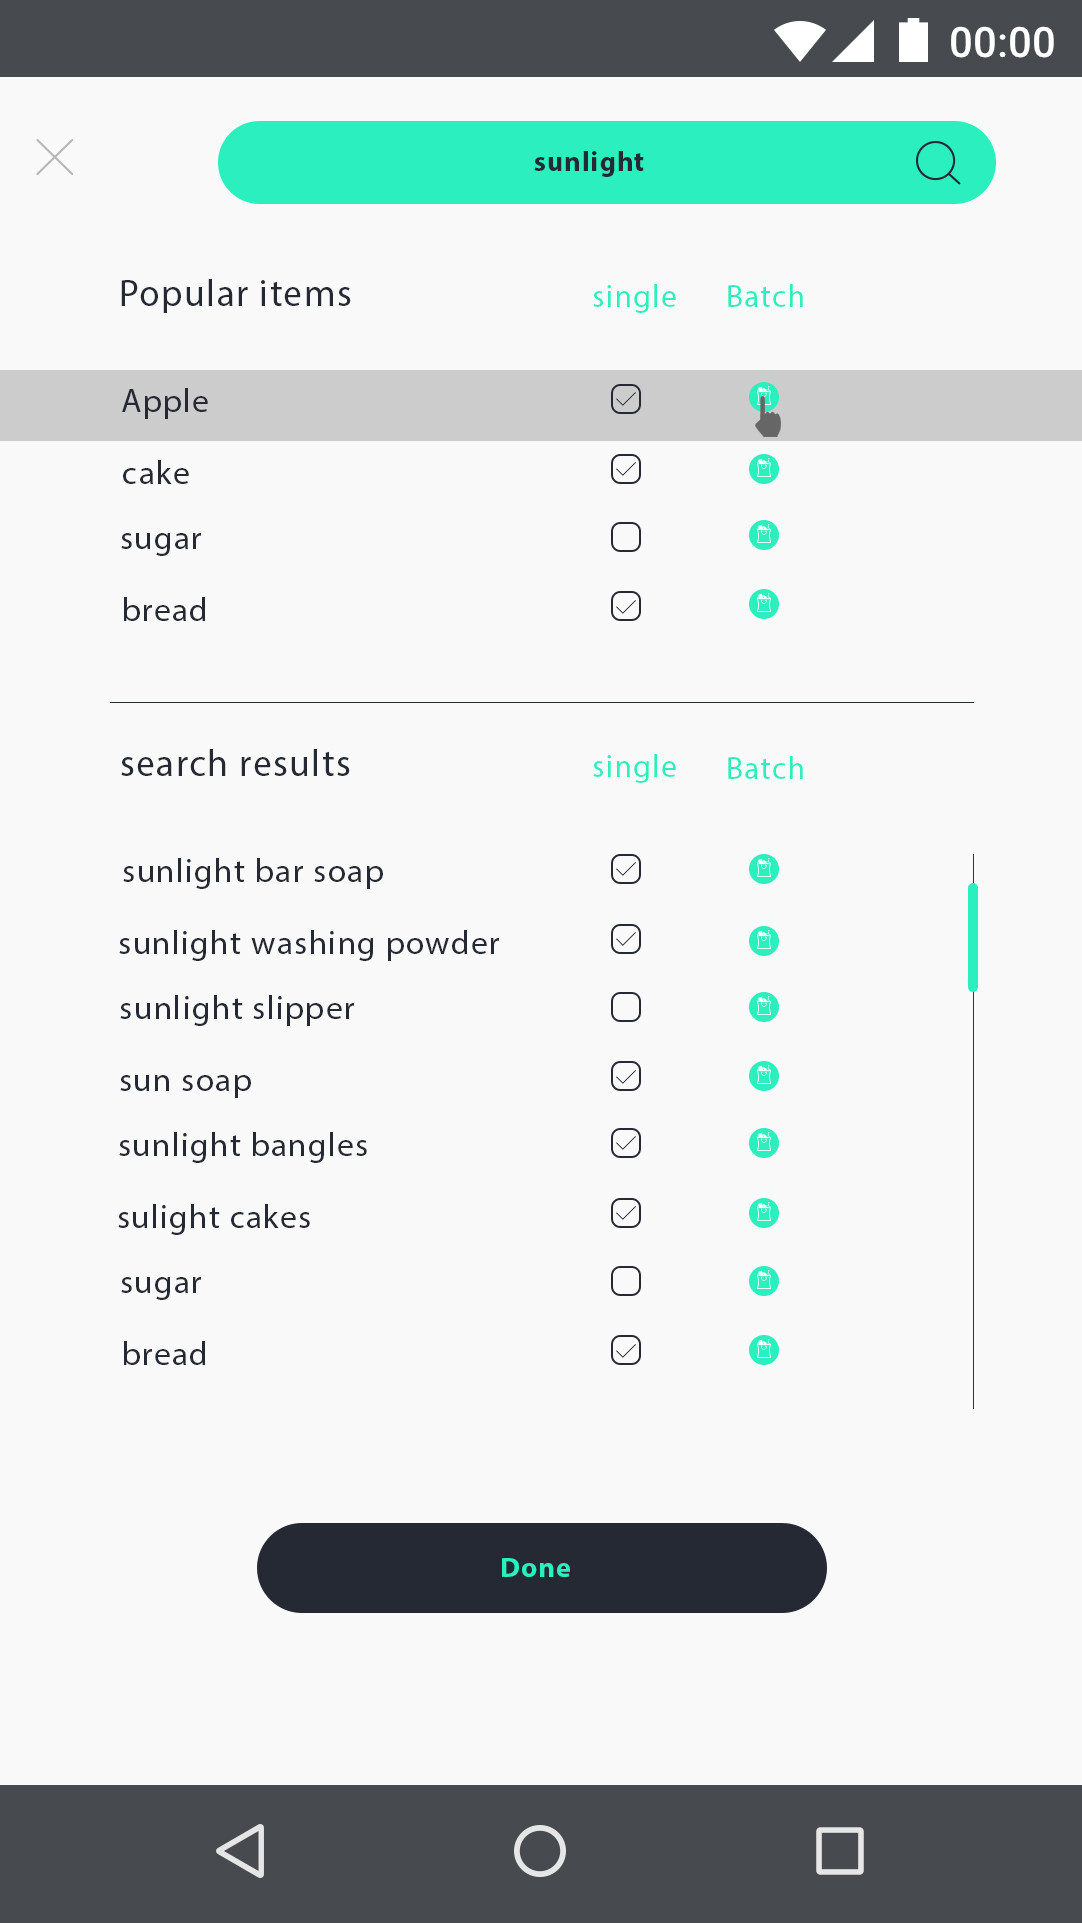 00:00
sunlight
Popular items single Batch
Apple
cake
sugar
bread
search results single Batch
sunlight bar soap
sunlight washing powder
sunlight slipper
sun soap
sunlight bangles
sulight cakes
sugar
bread
Done